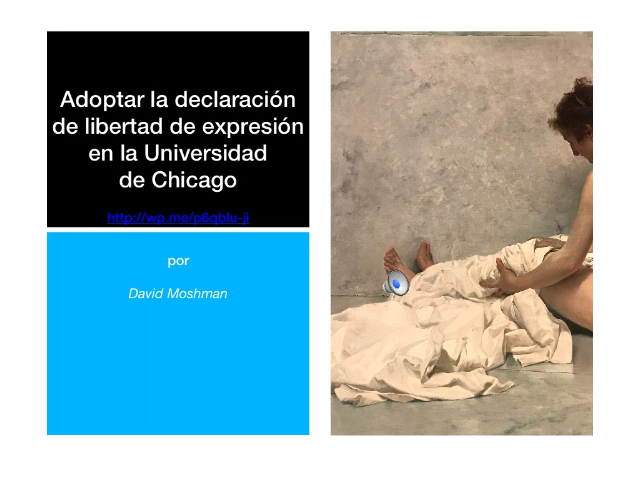 Adoptar la declaración
de libertad de expresión
en la Universidad
de Chicago
http://wp.me/p6qblu-ji
por
David Moshman